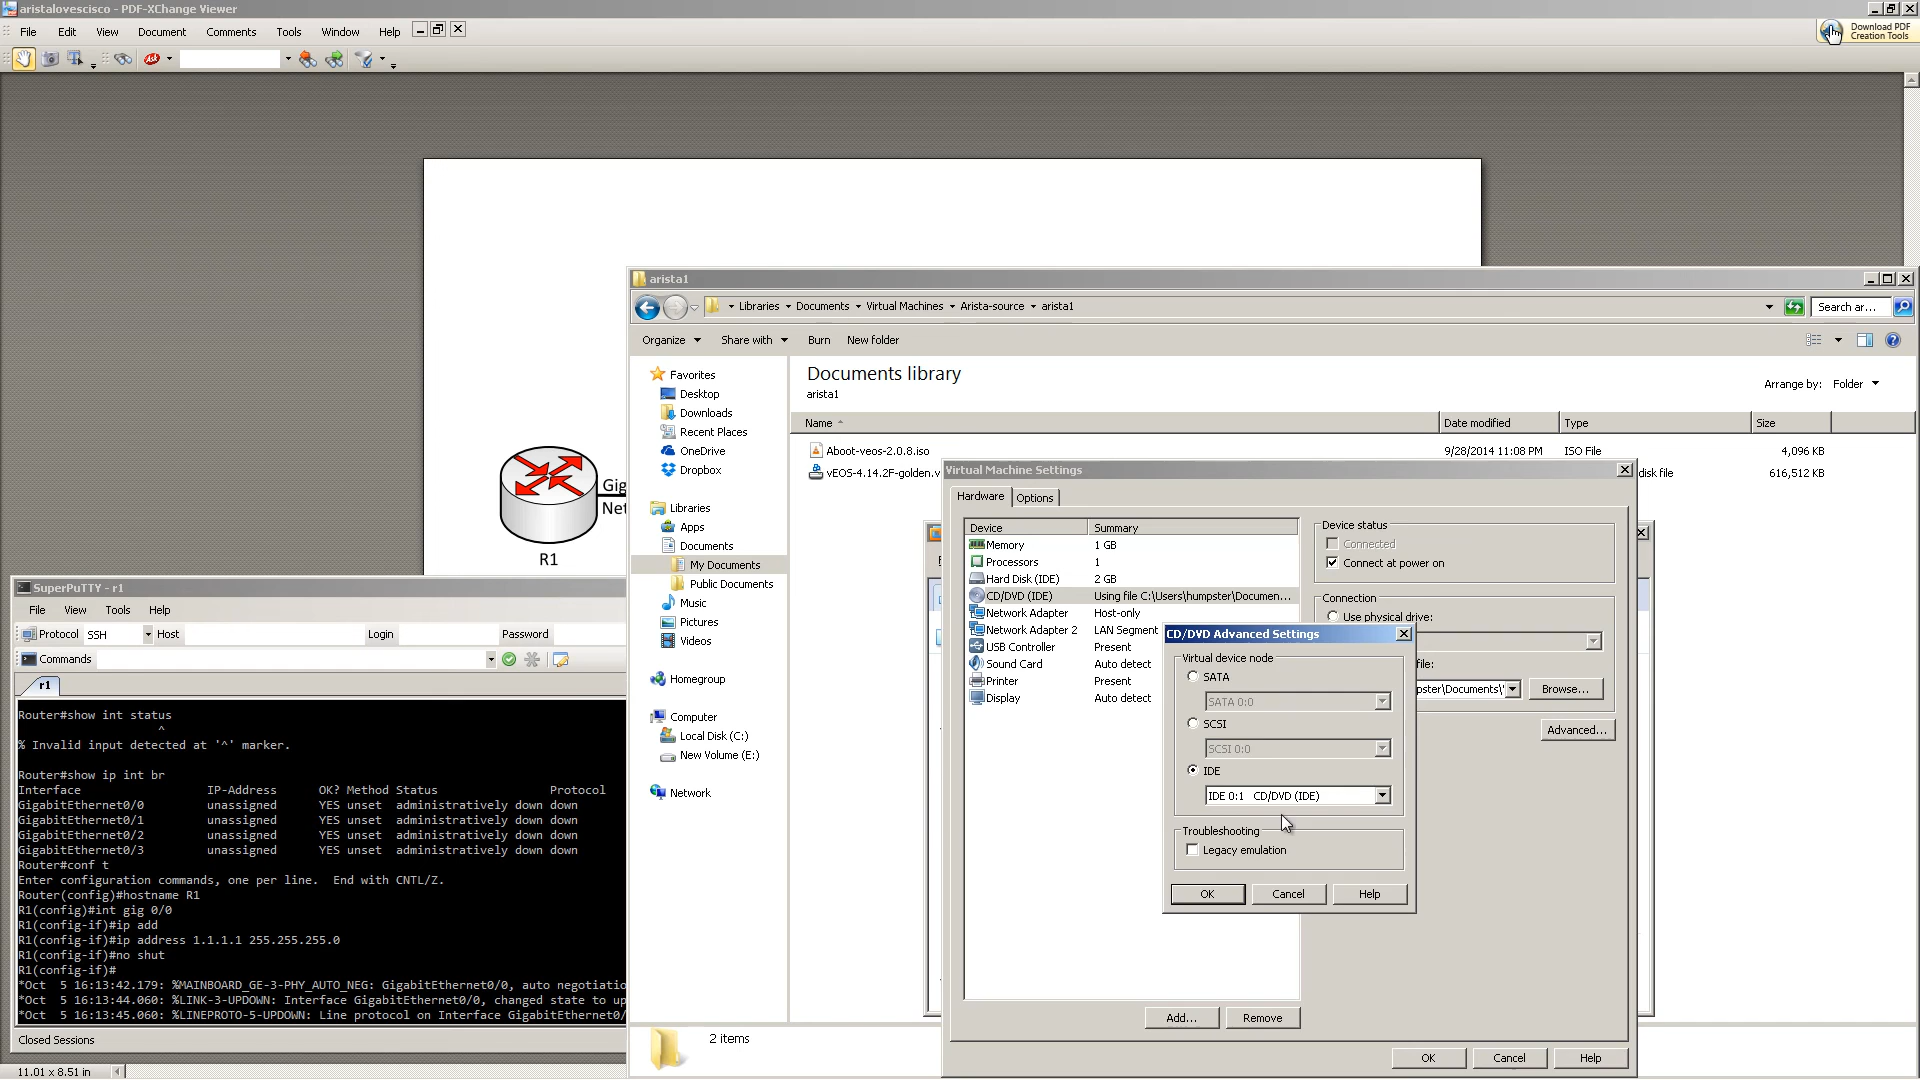 aristalovescisco - PDF-XChange Viewer
File Edit View Document Comments Tools Window Help
Download PDF
Creation Tools
Ask
R1
Gig
Net
arista1
Libraries Documents Virtual Machines Arista-source arista1
Search ar...
Organize Share with Burn New folder
Favorites
Desktop
Downloads
Recent Places
OneDrive
Dropbox
Libraries
Apps
Documents
My Documents
Public Documents
Music
Pictures
Videos
Homegroup
Computer
Local Disk (C:)
New Volume (E:)
Network
Documents library
arista1
Arrange by: Folder
Name Date modified Type Size
Aboot-veos-2.0.8.iso 9/28/2014 11:08 PM ISO File 4,096 KB
vEOS-4.14.2F-golden.v disk file 616,512 KB
2 items
Virtual Machine Settings
Hardware Options
Device Summary
Memory 1 GB
Processors 1
Hard Disk (IDE) 2 GB
CD/DVD (IDE) Using file C:\Users\humpster\Documen...
Network Adapter Host-only
Network Adapter 2 LAN Segment
USB Controller Present
Sound Card Auto detect
Printer Present
Display Auto detect
Add... Remove
Device status
Connected
Connect at power on
Connection
Use physical drive:
file:
pster\Documents\' Browse...
Advanced...
OK Cancel Help
CD/DVD Advanced Settings
Virtual device node
SATA
SATA 0:0
SCSI
SCSI 0:0
IDE
IDE 0:1 CD/DVD (IDE)
Troubleshooting
Legacy emulation
OK Cancel Help
SuperPuTTY - r1
File View Tools Help
Protocol SSH Host Login Password
Commands
r1
Router#show int status
^
% Invalid input detected at '^' marker.
Router#show ip int br
Interface IP-Address OK? Method Status Protocol
GigabitEthernet0/0 unassigned YES unset administratively down down
GigabitEthernet0/1 unassigned YES unset administratively down down
GigabitEthernet0/2 unassigned YES unset administratively down down
GigabitEthernet0/3 unassigned YES unset administratively down down
Router#conf t
Enter configuration commands, one per line. End with CNTL/Z.
Router(config)#hostname R1
R1(config)#int gig 0/0
R1(config-if)#ip add
R1(config-if)#ip address 1.1.1.1 255.255.255.0
R1(config-if)#no shut
R1(config-if)#
*Oct 5 16:13:42.179: %MAINBOARD_GE-3-PHY_AUTO_NEG: GigabitEthernet0/0, auto negotiatio
*Oct 5 16:13:44.060: %LINK-3-UPDOWN: Interface GigabitEthernet0/0, changed state to up
*Oct 5 16:13:45.060: %LINEPROTO-5-UPDOWN: Line protocol on Interface GigabitEthernet0/
Closed Sessions
11.01 x 8.51 in